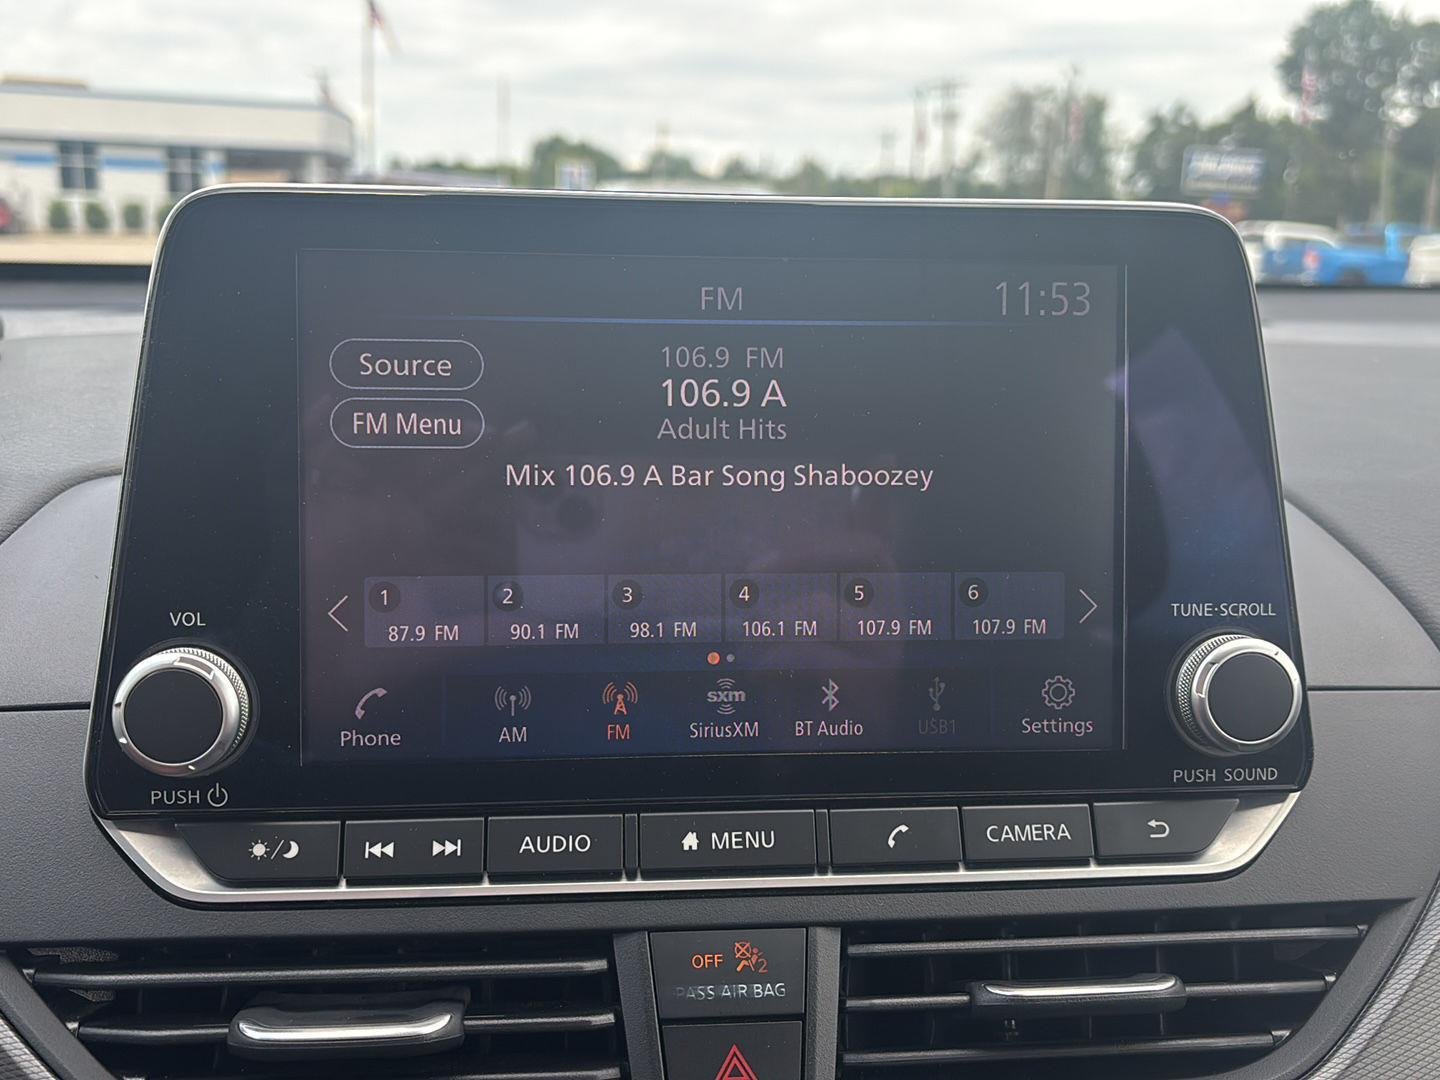 FM
11:53
Source
106.9 FM
106.9 A
FM Menu
Adult Hits
Mix 106.9 A Bar Song Shaboozey
1
2
3
4
5
6
87.9 FM
90.1 FM
98.1 FM
106.1 FM
107.9 FM
107.9 FM
VOL
TUNE·SCROLL
sxm
Phone
AM
FM
SiriusXM
BT Audio
USB1
Settings
PUSH
PUSH SOUND
AUDIO
MENU
CAMERA
OFF
2
PASS AIR BAG